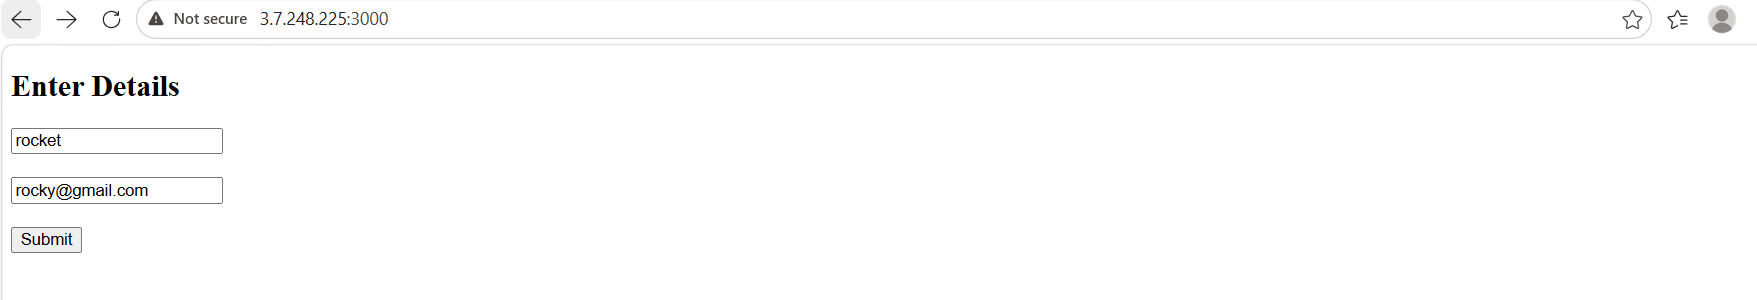 Not secure 3.7.248.225:3000
Enter Details
rocket
rocky@gmail.com
Submit